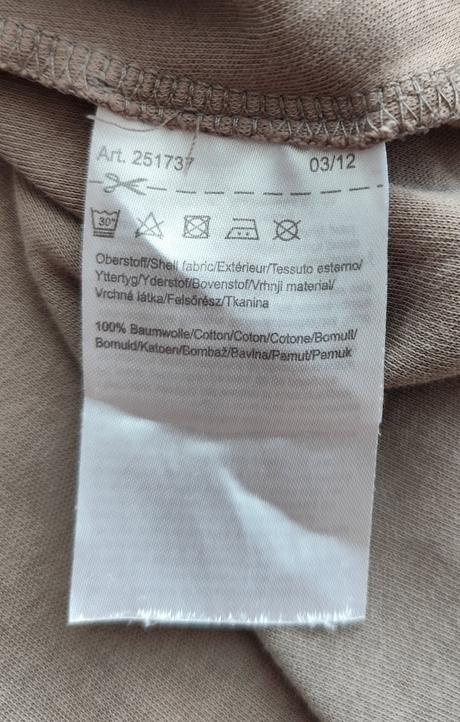 Art. 251737 03/12
30°
Oberstoff/Shell fabric/Extérieur/Tessuto esterno/
Yttertyg/Yderstof/Bovenstof/Vrhnji material/
Vrchná látka/Felsőrész/Tkanina
100% Baumwolle/Cotton/Coton/Cotone/Bomull/
Bomuld/Katoen/Bombaž/Bavlna/Pamut/Pamuk